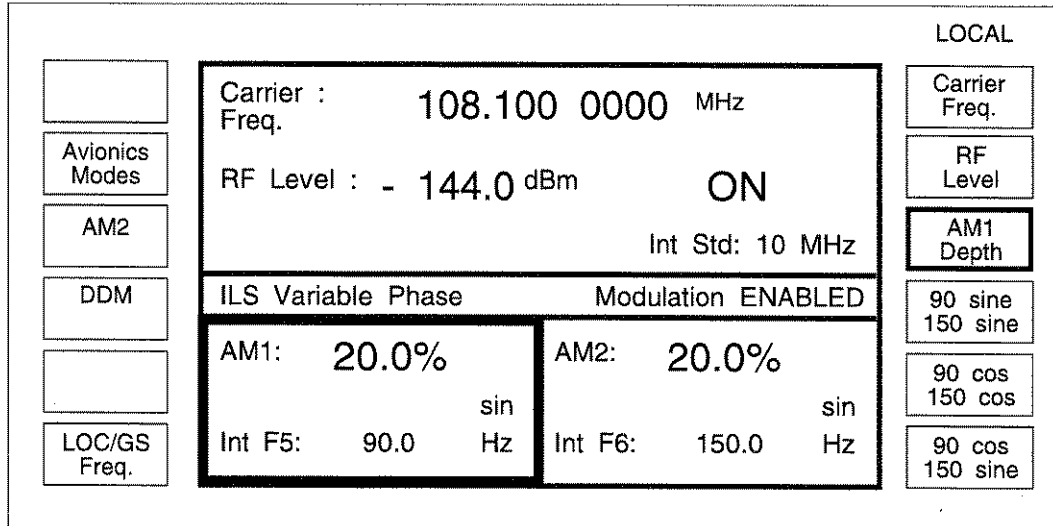 LOCAL
Avionics
Modes
AM2
DDM
LOC/GS
Freq.
Carrier :
Freq.
108.100 0000 MHz
RF Level : - 144.0 dBm ON
Int Std: 10 MHz
ILS Variable Phase Modulation ENABLED
AM1: 20.0%
sin
Int F5: 90.0 Hz
AM2: 20.0%
sin
Int F6: 150.0 Hz
Carrier
Freq.
RF
Level
AM1
Depth
90 sine
150 sine
90 cos
150 cos
90 cos
150 sine